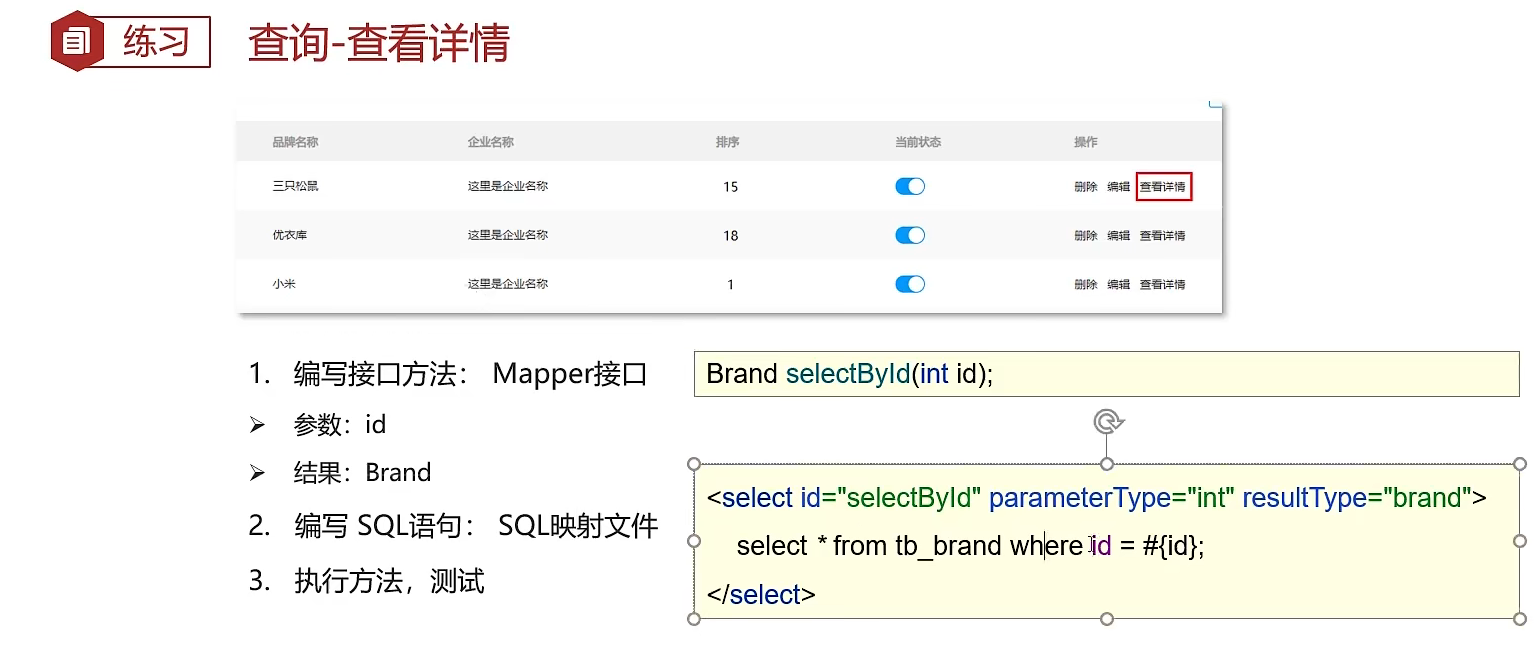 练习 查询-查看详情
品牌名称 企业名称 排序 当前状态 操作
三只松鼠 这里是企业名称 15 删除 编辑 查看详情
优衣库 这里是企业名称 18 删除 编辑 查看详情
小米 这里是企业名称 1 删除 编辑 查看详情
1. 编写接口方法： Mapper接口
➢ 参数：id
➢ 结果：Brand
2. 编写 SQL语句： SQL映射文件
3. 执行方法，测试
Brand selectById(int id);
<select id="selectById" parameterType="int" resultType="brand">
select * from tb_brand where id = #{id};
</select>